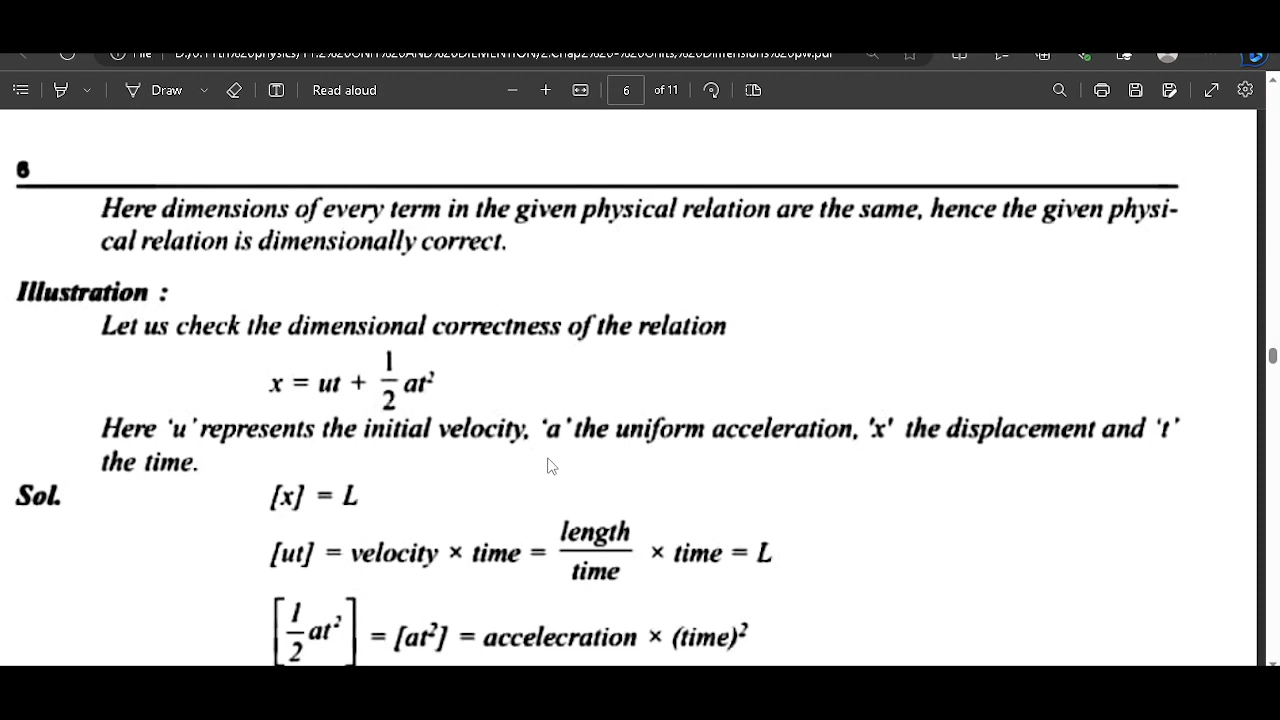 Draw
Read aloud
6 of 11
6
Here dimensions of every term in the given physical relation are the same, hence the given physi-
cal relation is dimensionally correct.
Illustration :
Let us check the dimensional correctness of the relation
x = ut + 1/2 at²
Here 'u' represents the initial velocity, 'a' the uniform acceleration, 'x' the displacement and 't'
the time.
Sol. [x] = L
[ut] = velocity × time = length/time × time = L
[1/2 at²] = [at²] = accelecration × (time)²